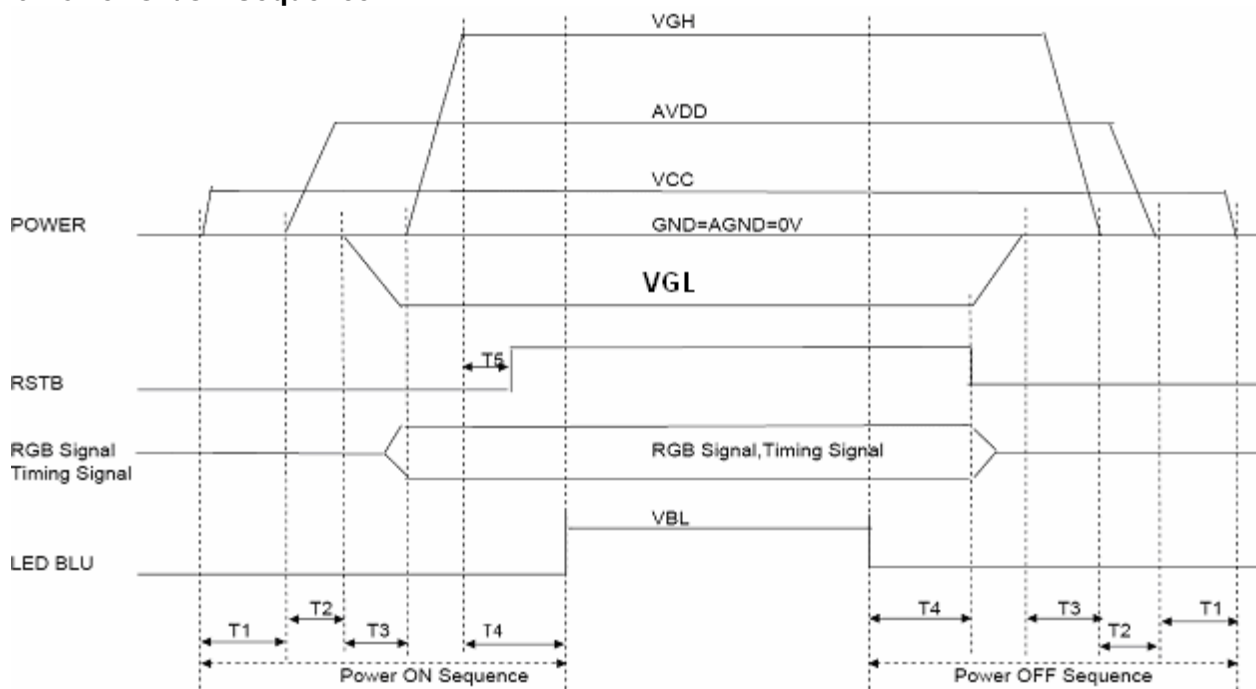 Sequence
VGH
AVDD
VCC
POWER
GND=AGND=0V
VGL
T5
RSTB
RGB Signal
Timing Signal
RGB Signal,Timing Signal
VBL
LED BLU
T1
T2
T3
T4
T4
T3
T2
T1
Power ON Sequence
Power OFF Sequence